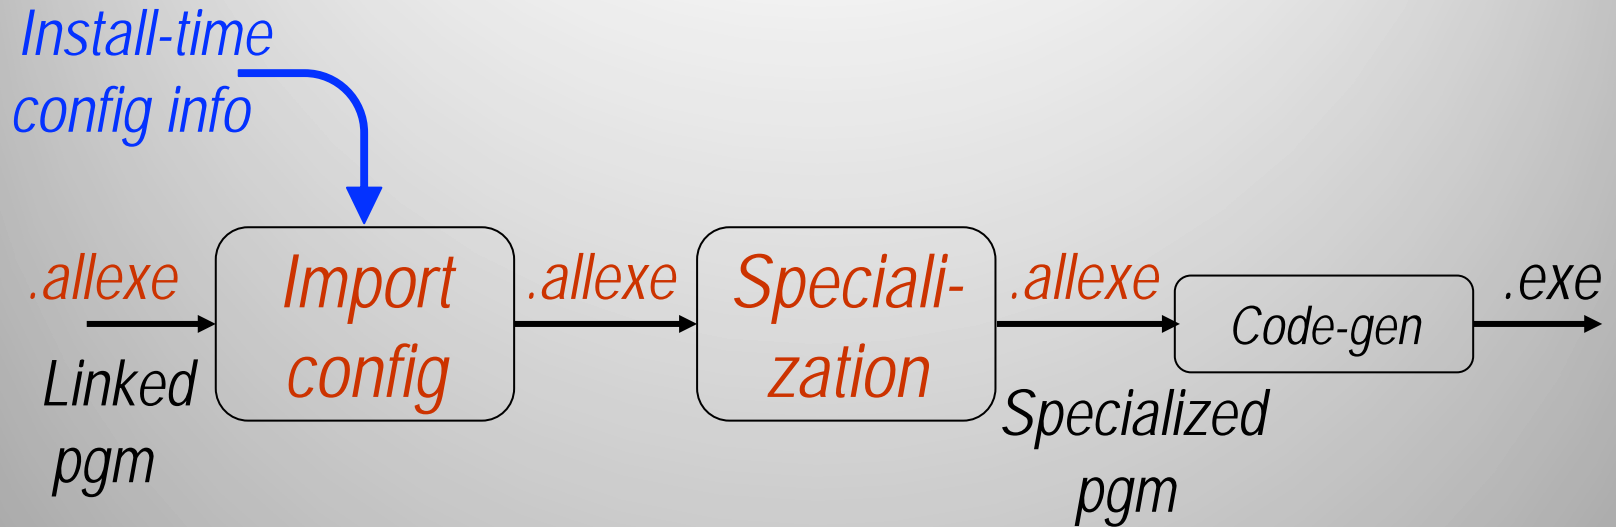 Install-time
config info
.allexe
Linked
pgm
Import
config
.allexe
Speciali-
zation
.allexe
Specialized
pgm
Code-gen
.exe